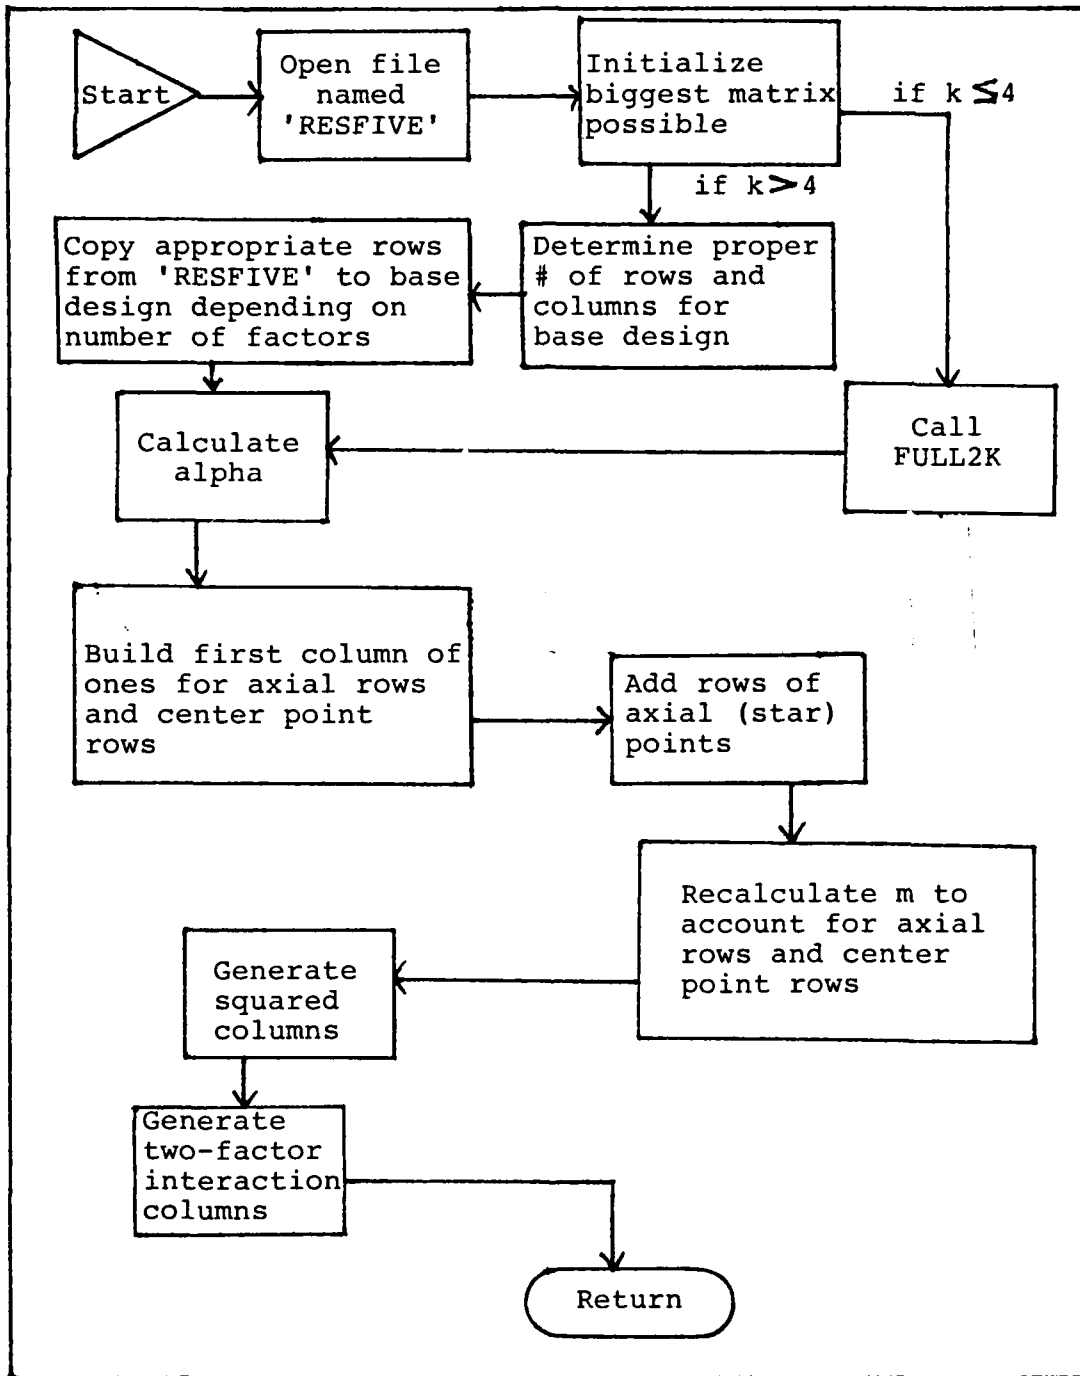 Start
Open file
named
'RESFIVE'
Initialize
biggest matrix
possible
if k≤4
if k>4
Copy appropriate rows
from 'RESFIVE' to base
design depending on
number of factors
Determine proper
# of rows and
columns for
base design
Calculate
alpha
Call
FULL2K
Build first column of
ones for axial rows
and center point
rows
Add rows of
axial (star)
points
Recalculate m to
account for axial
rows and center
point rows
Generate
squared
columns
Generate
two-factor
interaction
columns
Return